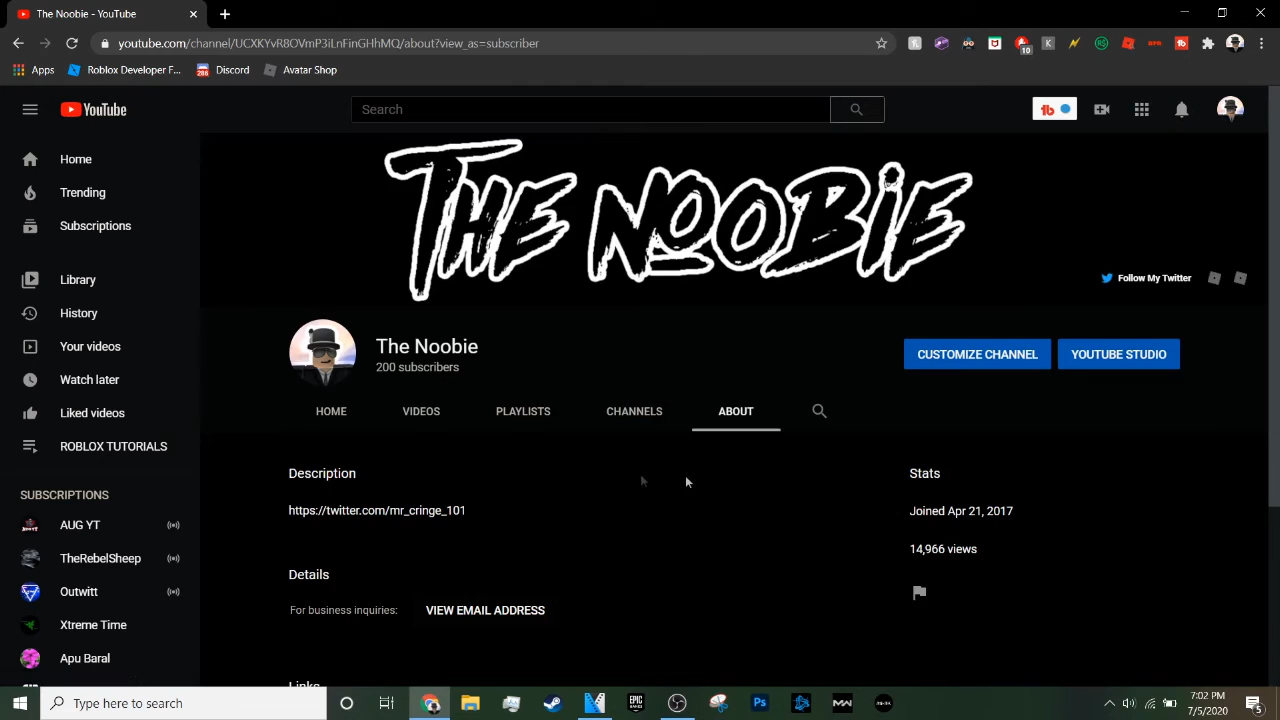 The Noobie - YouTube
youtube.com/channel/UCXKYvR8OVmP3iLnFinGHhMQ/about?view_as=subscriber
10
Apps
Roblox Developer F...
Discord
Avatar Shop
YouTube
Search
THE NOOBIE
Follow My Twitter
Home
Trending
Subscriptions
Library
History
Your videos
Watch later
Liked videos
ROBLOX TUTORIALS
SUBSCRIPTIONS
AUG YT
TheRebelSheep
Outwitt
Xtreme Time
Apu Baral
The Noobie
200 subscribers
CUSTOMIZE CHANNEL
YOUTUBE STUDIO
HOME
VIDEOS
PLAYLISTS
CHANNELS
ABOUT
Description
https://twitter.com/mr_cringe_101
Details
For business inquiries:
VIEW EMAIL ADDRESS
Links
Stats
Joined Apr 21, 2017
14,966 views
Type here to search
7:02 PM
7/5/2020